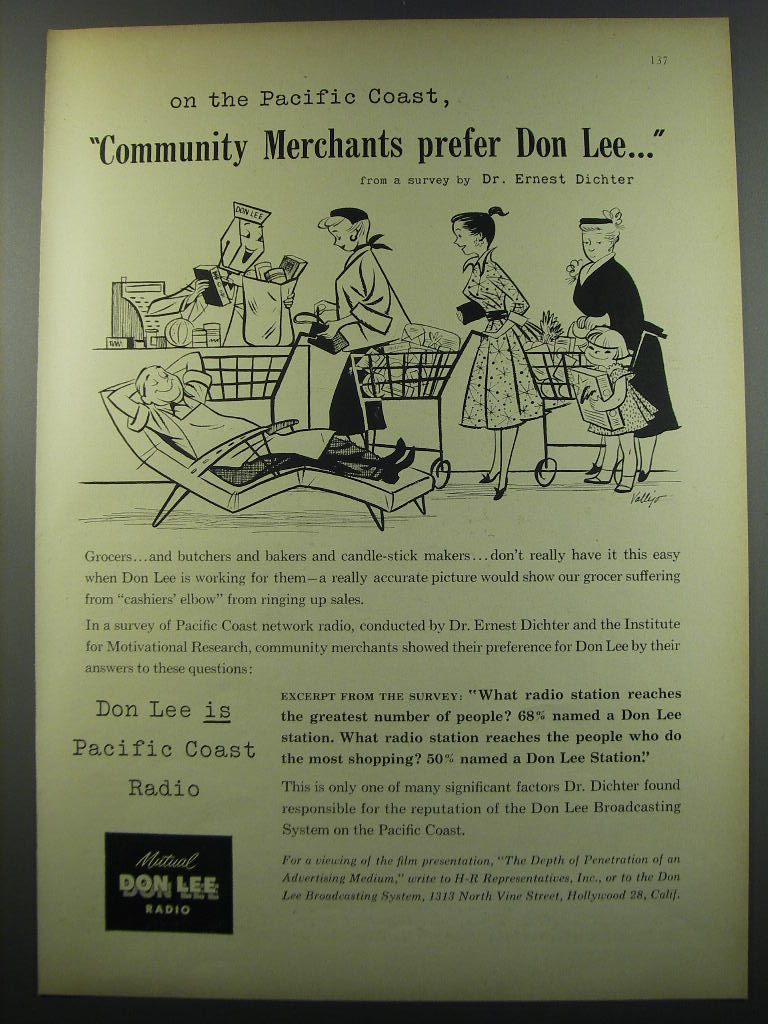 137
on the Pacific Coast,
"Community Merchants prefer Don Lee..."
from a survey by Dr. Ernest Dichter
DON LEE
Vallejo
Grocers...and butchers and bakers and candle-stick makers...don't really have it this easy
when Don Lee is working for them—a really accurate picture would show our grocer suffering
from "cashiers' elbow" from ringing up sales.
In a survey of Pacific Coast network radio, conducted by Dr. Ernest Dichter and the Institute
for Motivational Research, community merchants showed their preference for Don Lee by their
answers to these questions:
Don Lee is
Pacific Coast
Radio
EXCERPT FROM THE SURVEY: "What radio station reaches
the greatest number of people? 68% named a Don Lee
station. What radio station reaches the people who do
the most shopping? 50% named a Don Lee Station."
This is only one of many significant factors Dr. Dichter found
responsible for the reputation of the Don Lee Broadcasting
System on the Pacific Coast.
For a viewing of the film presentation, "The Depth of Penetration of an
Advertising Medium," write to H-R Representatives, Inc., or to the Don
Lee Broadcasting System, 1313 North Vine Street, Hollywood 28, Calif.
Mutual
DON LEE
RADIO